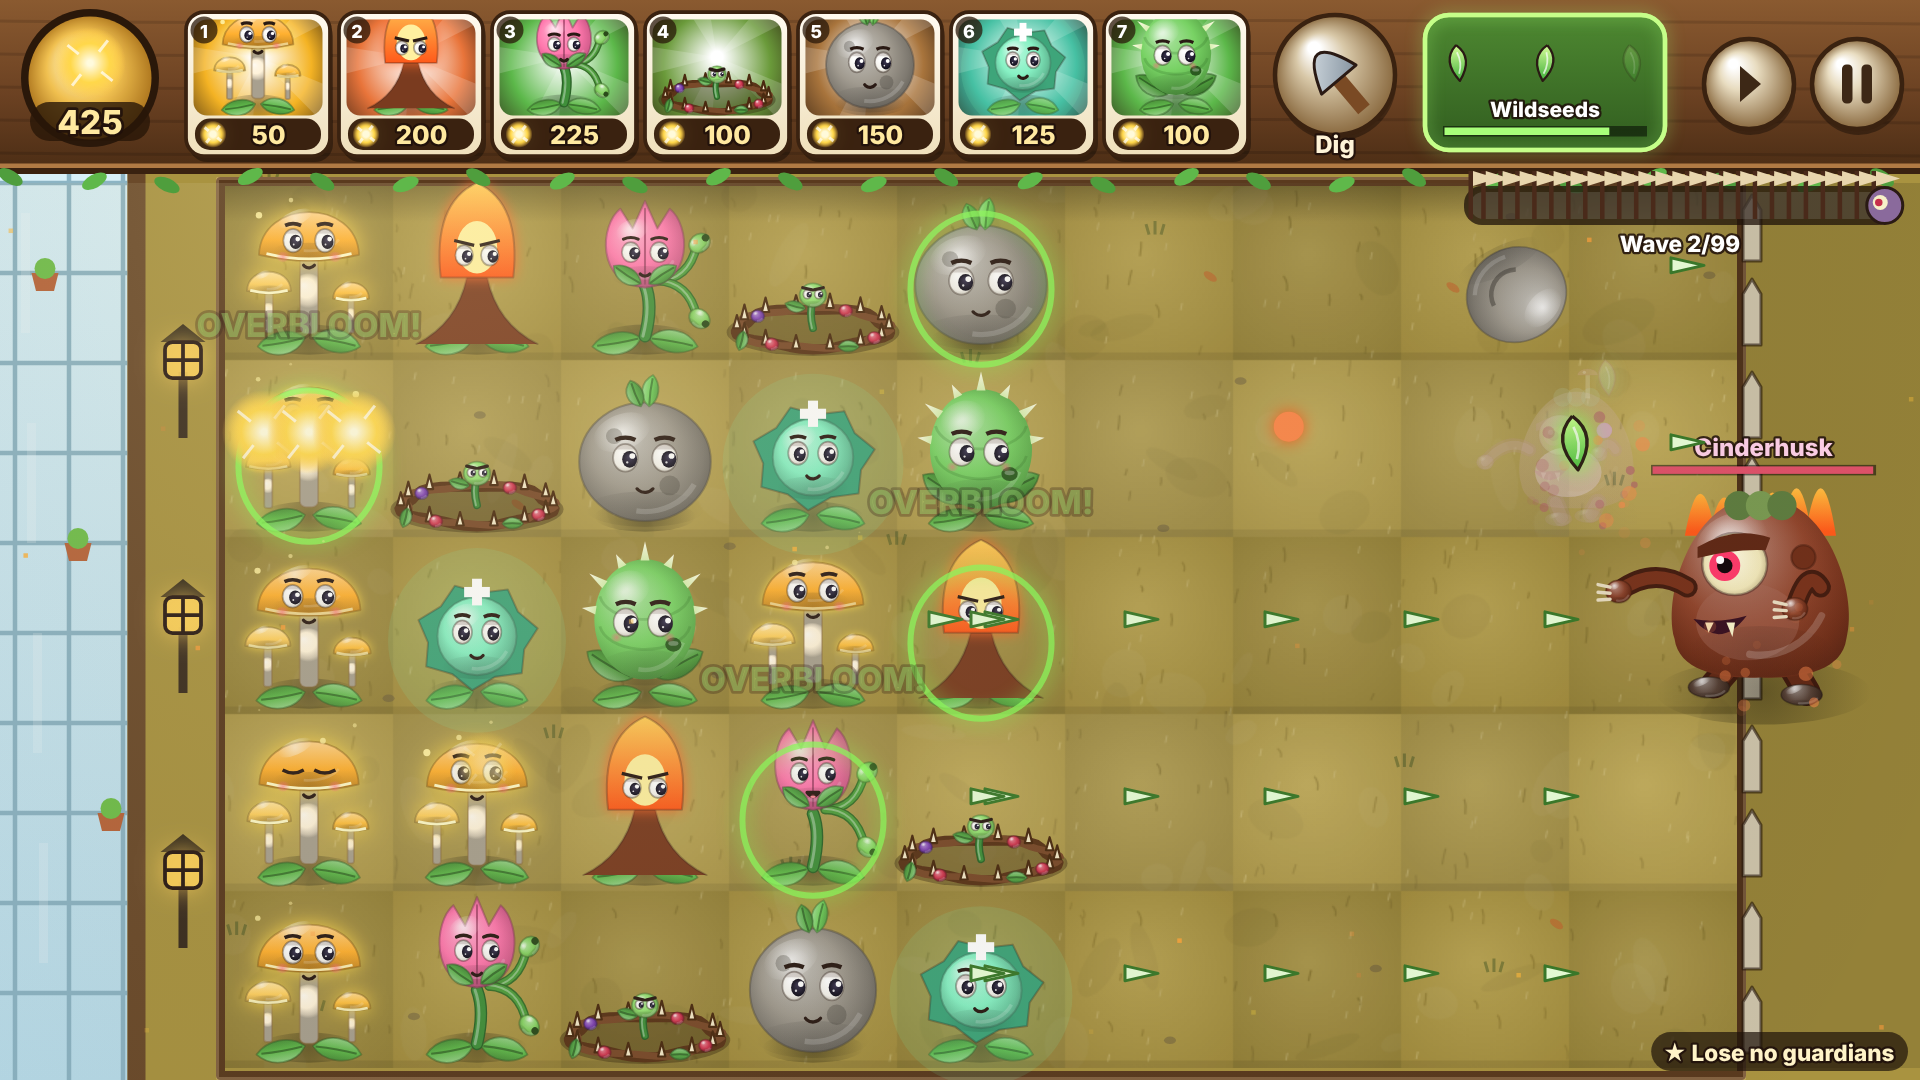 425
1
50
2
200
3
225
4
100
5
150
6
125
7
100
Dig
Wildseeds
Wave 2/99
OVERBLOOM!
Cinderhusk
OVERBLOOM!
OVERBLOOM!
★ Lose no guardians